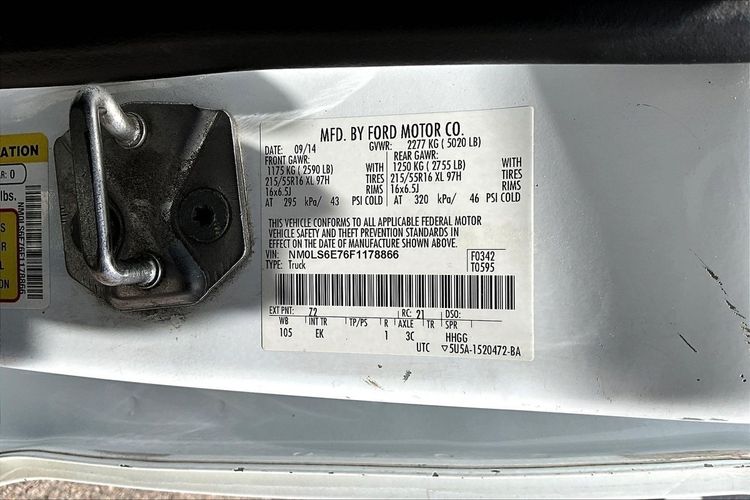 MFD. BY FORD MOTOR CO.
DATE: 09/14 GVWR: 2277 KG (5020 LB)
FRONT GAWR: REAR GAWR:
1175 KG (2590 LB) WITH 1250 KG (2755 LB) WITH
215/55R16 XL 97H TIRES 215/55R16 XL 97H TIRES
16x6.5J RIMS 16x6.5J RIMS
AT 295 kPa/ 43 PSI COLD AT 320 kPa/ 46 PSI COLD
THIS VEHICLE CONFORMS TO ALL APPLICABLE FEDERAL MOTOR
VEHICLE SAFETY AND THEFT PREVENTION STANDARDS IN
EFFECT ON THE DATE OF MANUFACTURE SHOWN ABOVE.
VIN: NM0LS6E76F1178866 F0342
TYPE: Truck T0595
EXT PNT: Z2 RC: 21 DSO:
WB INT TR TP/PS R AXLE TR SPR
105 EK 1 3C HHGG
UTC ▽5U5A-1520472-BA
ATION
AR: 0
lbs.
NM0LS6E76F1178866